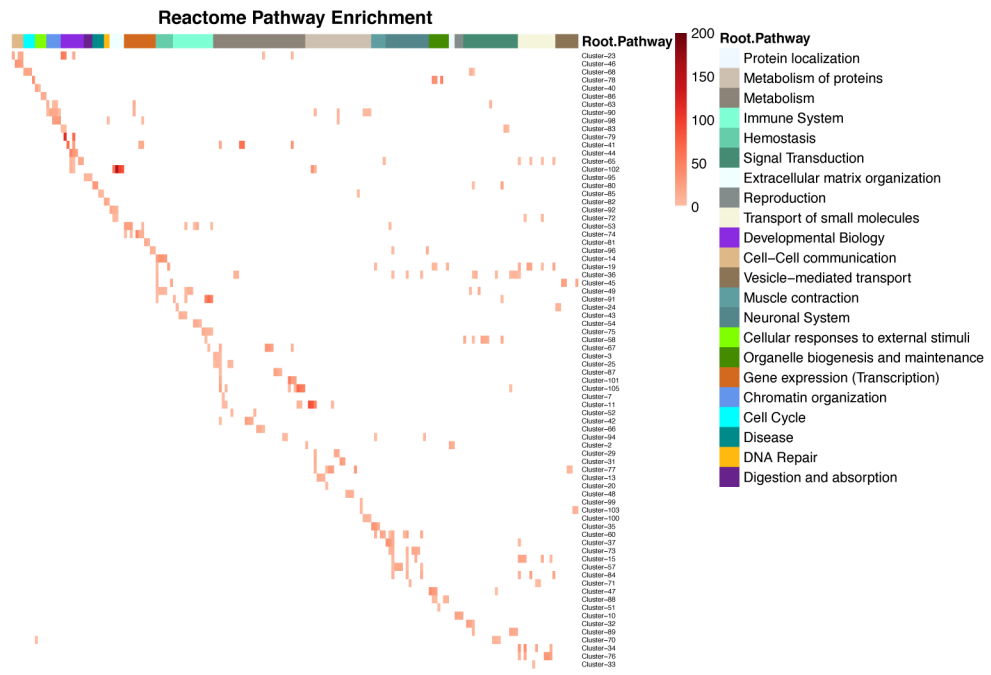 Reactome Pathway Enrichment
Root.Pathway
Cluster−23
Cluster−46
Cluster−68
Cluster−78
Cluster−40
Cluster−86
Cluster−63
Cluster−90
Cluster−98
Cluster−83
Cluster−79
Cluster−41
Cluster−44
Cluster−65
Cluster−102
Cluster−95
Cluster−80
Cluster−85
Cluster−82
Cluster−92
Cluster−72
Cluster−53
Cluster−74
Cluster−81
Cluster−96
Cluster−14
Cluster−19
Cluster−36
Cluster−45
Cluster−49
Cluster−91
Cluster−24
Cluster−43
Cluster−54
Cluster−75
Cluster−58
Cluster−67
Cluster−3
Cluster−25
Cluster−87
Cluster−101
Cluster−105
Cluster−7
Cluster−11
Cluster−52
Cluster−42
Cluster−66
Cluster−94
Cluster−2
Cluster−29
Cluster−31
Cluster−77
Cluster−13
Cluster−20
Cluster−48
Cluster−99
Cluster−103
Cluster−100
Cluster−35
Cluster−60
Cluster−37
Cluster−73
Cluster−15
Cluster−57
Cluster−84
Cluster−71
Cluster−47
Cluster−88
Cluster−51
Cluster−10
Cluster−32
Cluster−89
Cluster−70
Cluster−34
Cluster−76
Cluster−33
200
150
100
50
0
Root.Pathway
Protein localization
Metabolism of proteins
Metabolism
Immune System
Hemostasis
Signal Transduction
Extracellular matrix organization
Reproduction
Transport of small molecules
Developmental Biology
Cell−Cell communication
Vesicle−mediated transport
Muscle contraction
Neuronal System
Cellular responses to external stimuli
Organelle biogenesis and maintenance
Gene expression (Transcription)
Chromatin organization
Cell Cycle
Disease
DNA Repair
Digestion and absorption